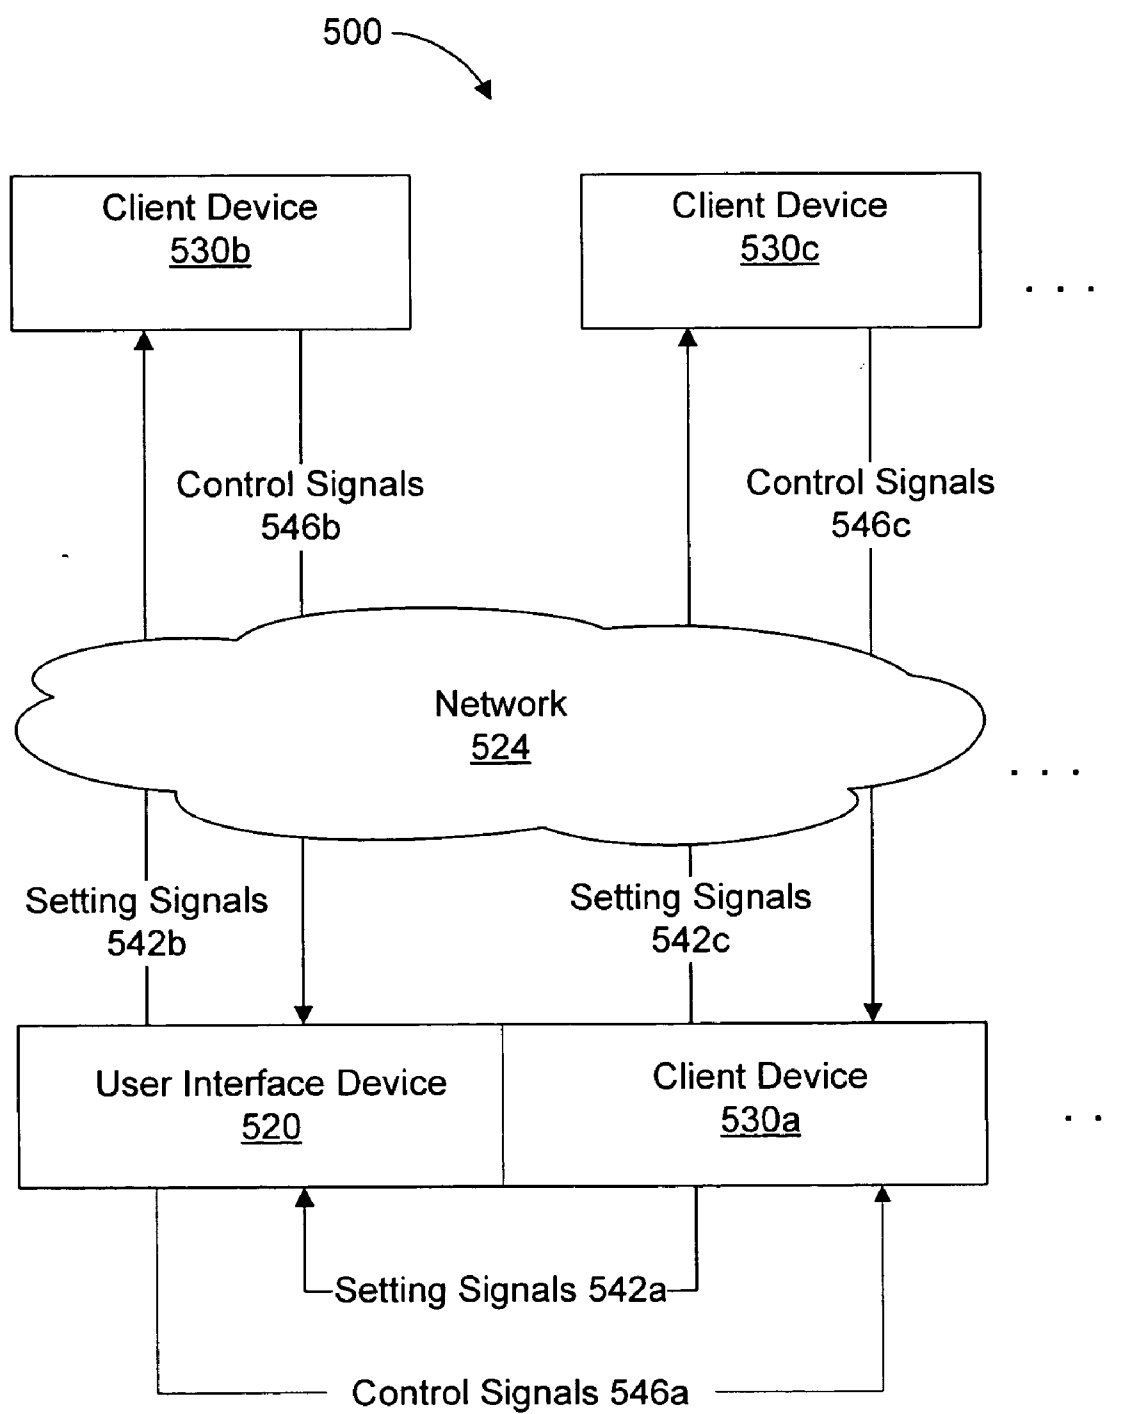 500
Client Device
530b
Client Device
530c
Control Signals
546b
Control Signals
546c
Network
524
Setting Signals
542b
Setting Signals
542c
User Interface Device
520
Client Device
530a
Setting Signals 542a
Control Signals 546a